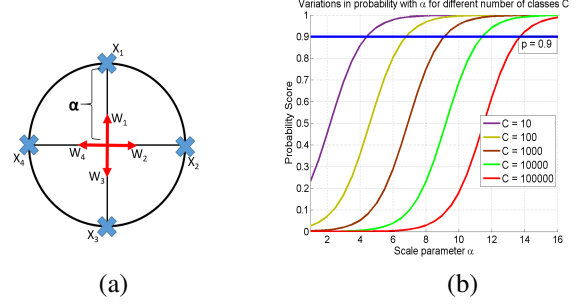 X1
α
W1
X4
W4
W2
X2
W3
X3
(a)
Variations in probability with α for different number of classes C
Probability Score
1
0.9
0.8
0.7
0.6
0.5
0.4
0.3
0.2
0.1
0
p = 0.9
C = 10
C = 100
C = 1000
C = 10000
C = 100000
2 4 6 8 10 12 14 16
Scale parameter α
(b)